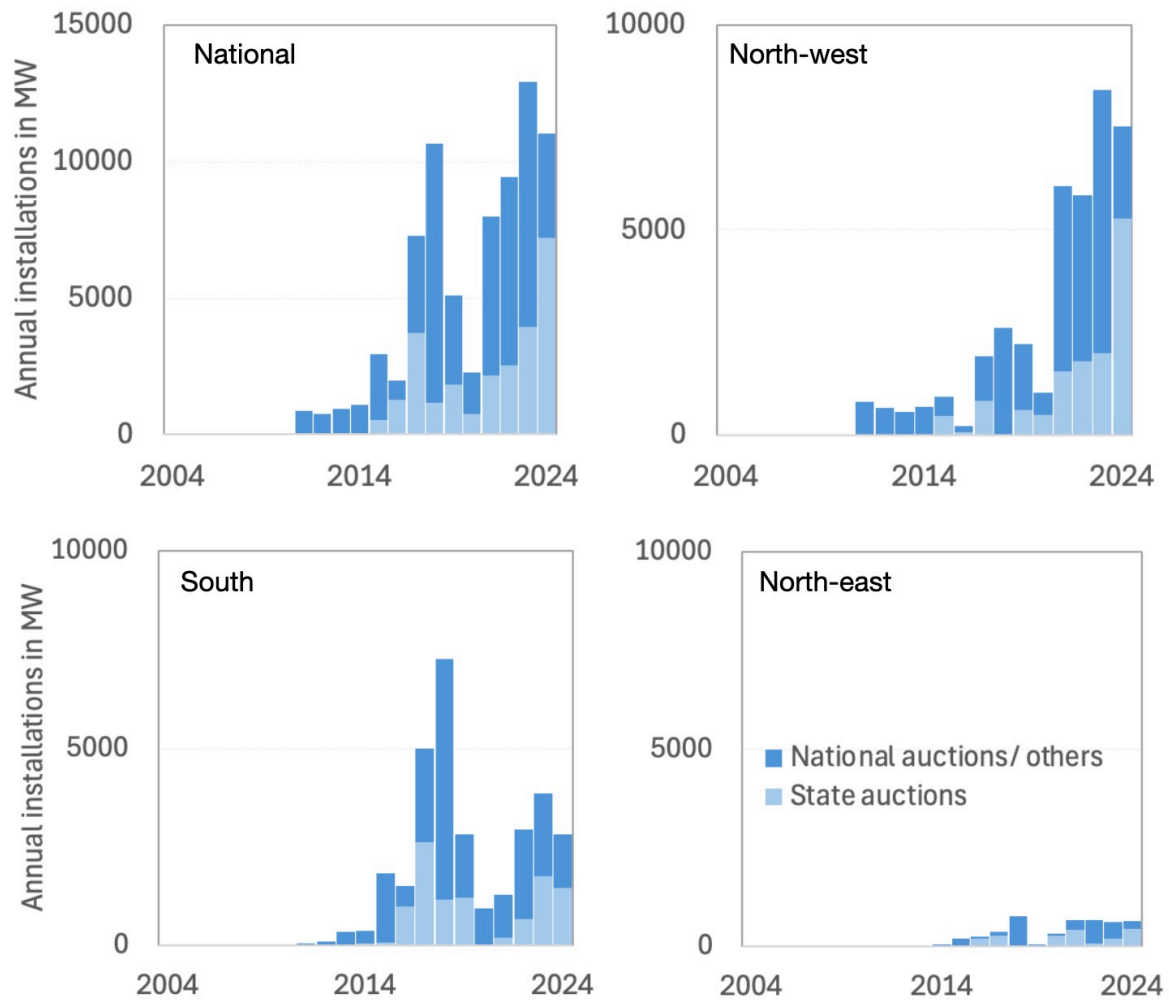 National
Annual installations in MW
15000
10000
5000
0
2004 2014 2024
North-west
10000
5000
0
2004 2014 2024
South
Annual installations in MW
10000
5000
0
2004 2014 2024
North-east
10000
5000
0
National auctions/ others
State auctions
2004 2014 2024